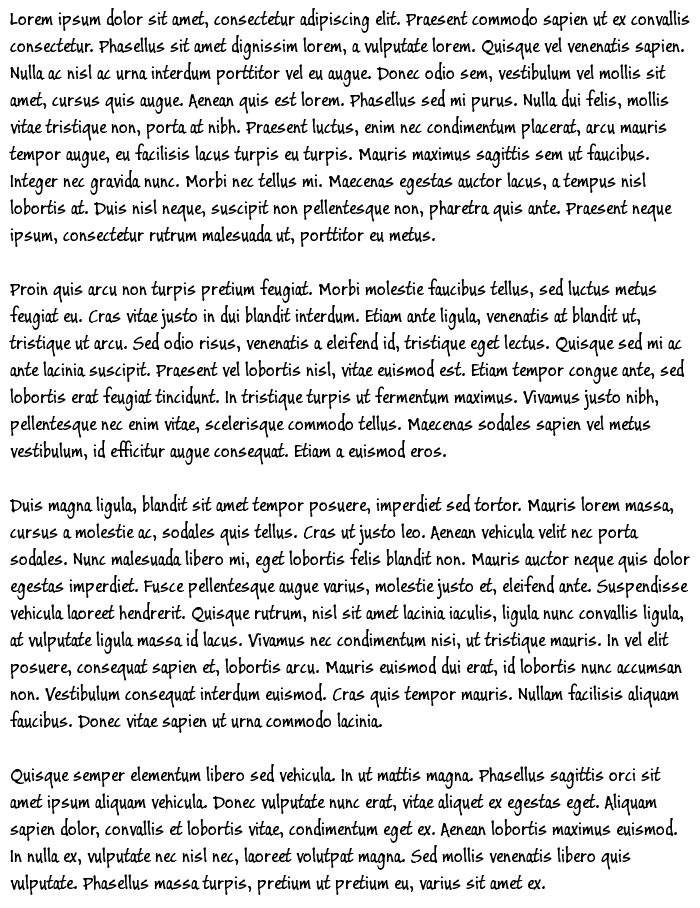 Lorem ipsum dolor sit amet, consectetur adipiscing elit. Praesent commodo sapien ut ex convallis
consectetur. Phasellus sit amet dignissim lorem, a vulputate lorem. Quisque vel venenatis sapien.
Nulla ac nisl ac urna interdum porttitor vel eu augue. Donec odio sem, vestibulum vel mollis sit
amet, cursus quis augue. Aenean quis est lorem. Phasellus sed mi purus. Nulla dui felis, mollis
vitae tristique non, porta at nibh. Praesent luctus, enim nec condimentum placerat, arcu mauris
tempor augue, eu facilisis lacus turpis eu turpis. Mauris maximus sagittis sem ut faucibus.
Integer nec gravida nunc. Morbi nec tellus mi. Maecenas egestas auctor lacus, a tempus nisl
lobortis at. Duis nisl neque, suscipit non pellentesque non, pharetra quis ante. Praesent neque
ipsum, consectetur rutrum malesuada ut, porttitor eu metus.

Proin quis arcu non turpis pretium feugiat. Morbi molestie faucibus tellus, sed luctus metus
feugiat eu. Cras vitae justo in dui blandit interdum. Etiam ante ligula, venenatis at blandit ut,
tristique ut arcu. Sed odio risus, venenatis a eleifend id, tristique eget lectus. Quisque sed mi ac
ante lacinia suscipit. Praesent vel lobortis nisl, vitae euismod est. Etiam tempor congue ante, sed
lobortis erat feugiat tincidunt. In tristique turpis ut fermentum maximus. Vivamus justo nibh,
pellentesque nec enim vitae, scelerisque commodo tellus. Maecenas sodales sapien vel metus
vestibulum, id efficitur augue consequat. Etiam a euismod eros.

Duis magna ligula, blandit sit amet tempor posuere, imperdiet sed tortor. Mauris lorem massa,
cursus a molestie ac, sodales quis tellus. Cras ut justo leo. Aenean vehicula velit nec porta
sodales. Nunc malesuada libero mi, eget lobortis felis blandit non. Mauris auctor neque quis dolor
egestas imperdiet. Fusce pellentesque augue varius, molestie justo et, eleifend ante. Suspendisse
vehicula laoreet hendrerit. Quisque rutrum, nisl sit amet lacinia iaculis, ligula nunc convallis ligula,
at vulputate ligula massa id lacus. Vivamus nec condimentum nisi, ut tristique mauris. In vel elit
posuere, consequat sapien et, lobortis arcu. Mauris euismod dui erat, id lobortis nunc accumsan
non. Vestibulum consequat interdum euismod. Cras quis tempor mauris. Nullam facilisis aliquam
faucibus. Donec vitae sapien ut urna commodo lacinia.

Quisque semper elementum libero sed vehicula. In ut mattis magna. Phasellus sagittis orci sit
amet ipsum aliquam vehicula. Donec vulputate nunc erat, vitae aliquet ex egestas eget. Aliquam
sapien dolor, convallis et lobortis vitae, condimentum eget ex. Aenean lobortis maximus euismod.
In nulla ex, vulputate nec nisl nec, laoreet volutpat magna. Sed mollis venenatis libero quis
vulputate. Phasellus massa turpis, pretium ut pretium eu, varius sit amet ex.